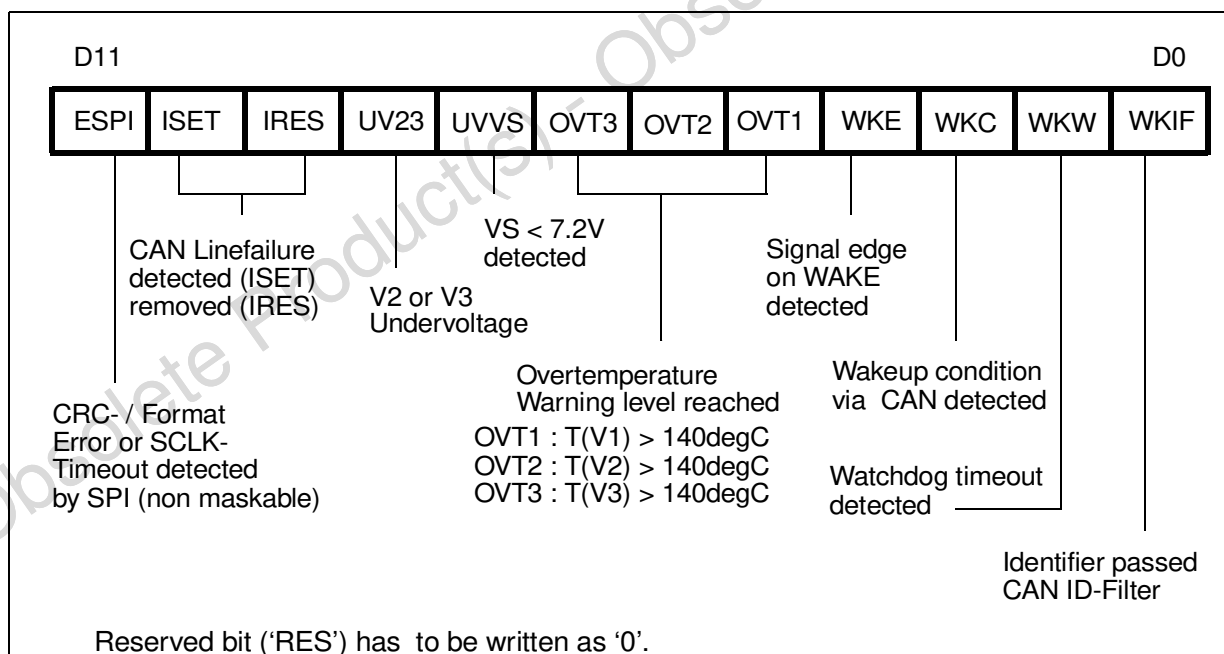 D11 D0
ESPI ISET IRES UV23 UVVS OVT3 OVT2 OVT1 WKE WKC WKW WKIF
CAN Linefailure
detected (ISET)
removed (IRES)
V2 or V3
Undervoltage
VS < 7.2V
detected
Signal edge
on WAKE
detected
CRC- / Format
Error or SCLK-
Timeout detected
by SPI (non maskable)
Overtemperature
Warning level reached
OVT1 : T(V1) > 140degC
OVT2 : T(V2) > 140degC
OVT3 : T(V3) > 140degC
Wakeup condition
via CAN detected
Watchdog timeout
detected
Identifier passed
CAN ID-Filter
Reserved bit (‘RES’) has to be written as ‘0’.
Obsolete Product(s) - Obso